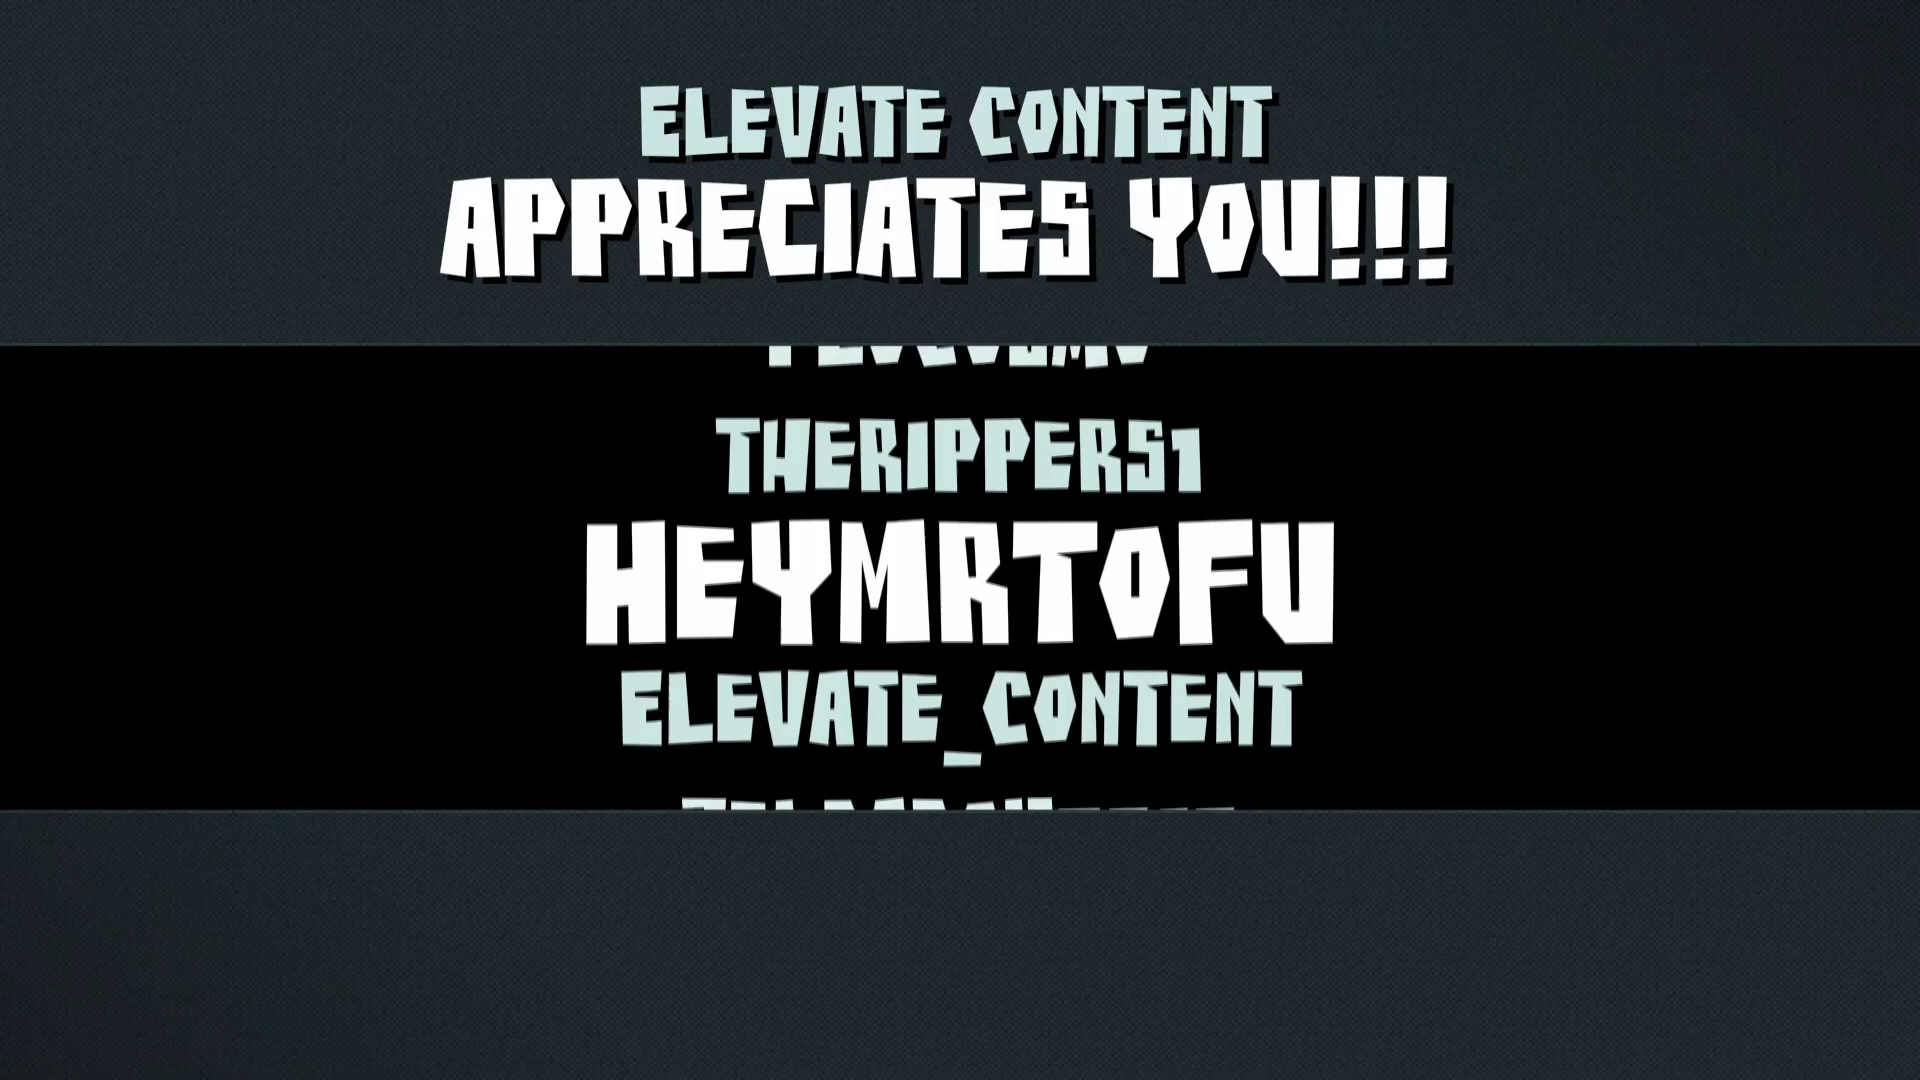 ELEVATE CONTENT
APPRECIATES YOU!!!
THERIPPERS1
HEYMRTOFU
ELEVATE_CONTENT